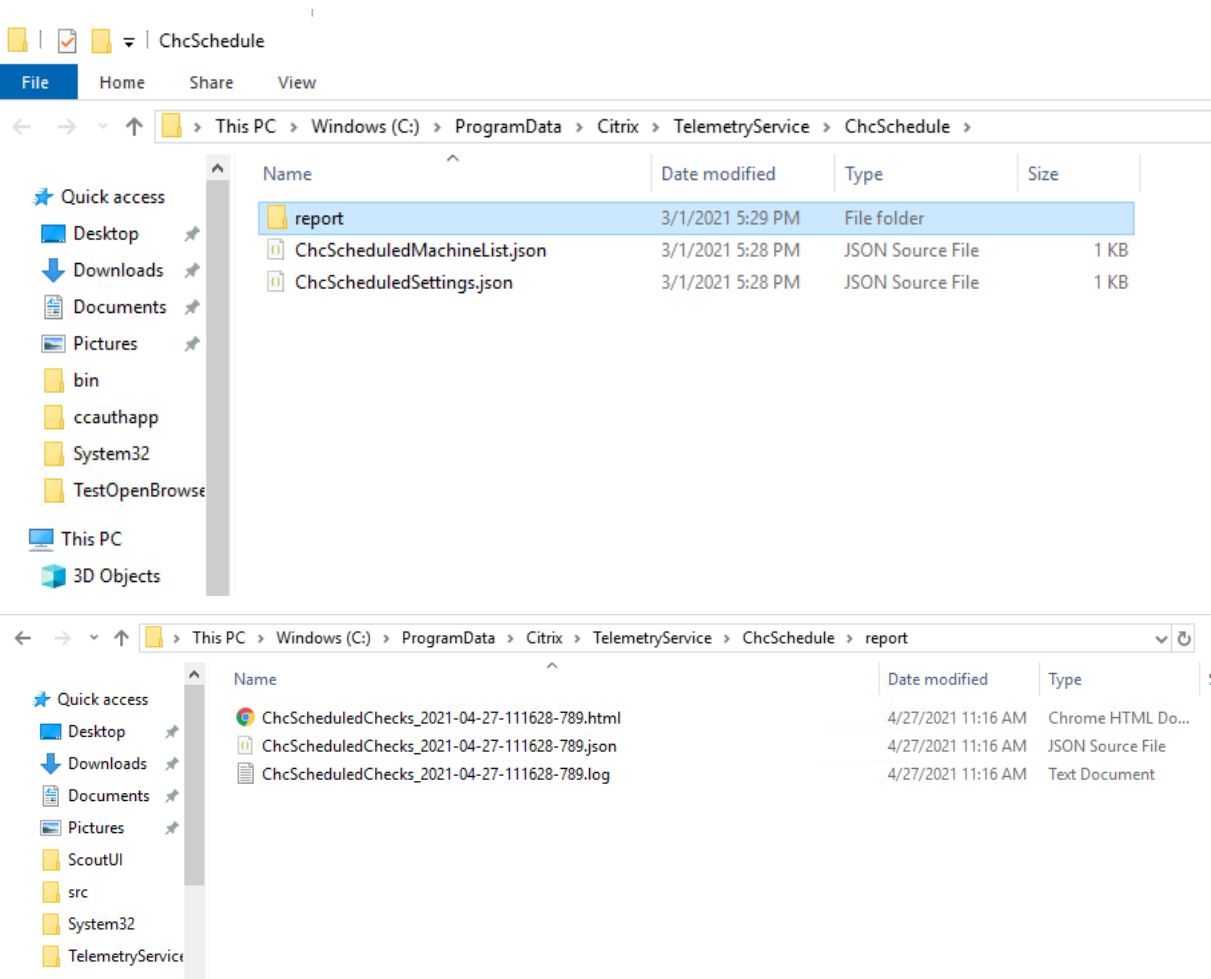 ChcSchedule
File Home Share View
This PC > Windows (C:) > ProgramData > Citrix > TelemetryService > ChcSchedule >
Name Date modified Type Size
Quick access
report 3/1/2021 5:29 PM File folder
Desktop
ChcScheduledMachineList.json 3/1/2021 5:28 PM JSON Source File 1 KB
Downloads
ChcScheduledSettings.json 3/1/2021 5:28 PM JSON Source File 1 KB
Documents
Pictures
bin
ccauthapp
System32
TestOpenBrowse
This PC
3D Objects
This PC > Windows (C:) > ProgramData > Citrix > TelemetryService > ChcSchedule > report
Name Date modified Type
Quick access
ChcScheduledChecks_2021-04-27-111628-789.html 4/27/2021 11:16 AM Chrome HTML Do...
Desktop
ChcScheduledChecks_2021-04-27-111628-789.json 4/27/2021 11:16 AM JSON Source File
Downloads
ChcScheduledChecks_2021-04-27-111628-789.log 4/27/2021 11:16 AM Text Document
Documents
Pictures
ScoutUI
src
System32
TelemetryService